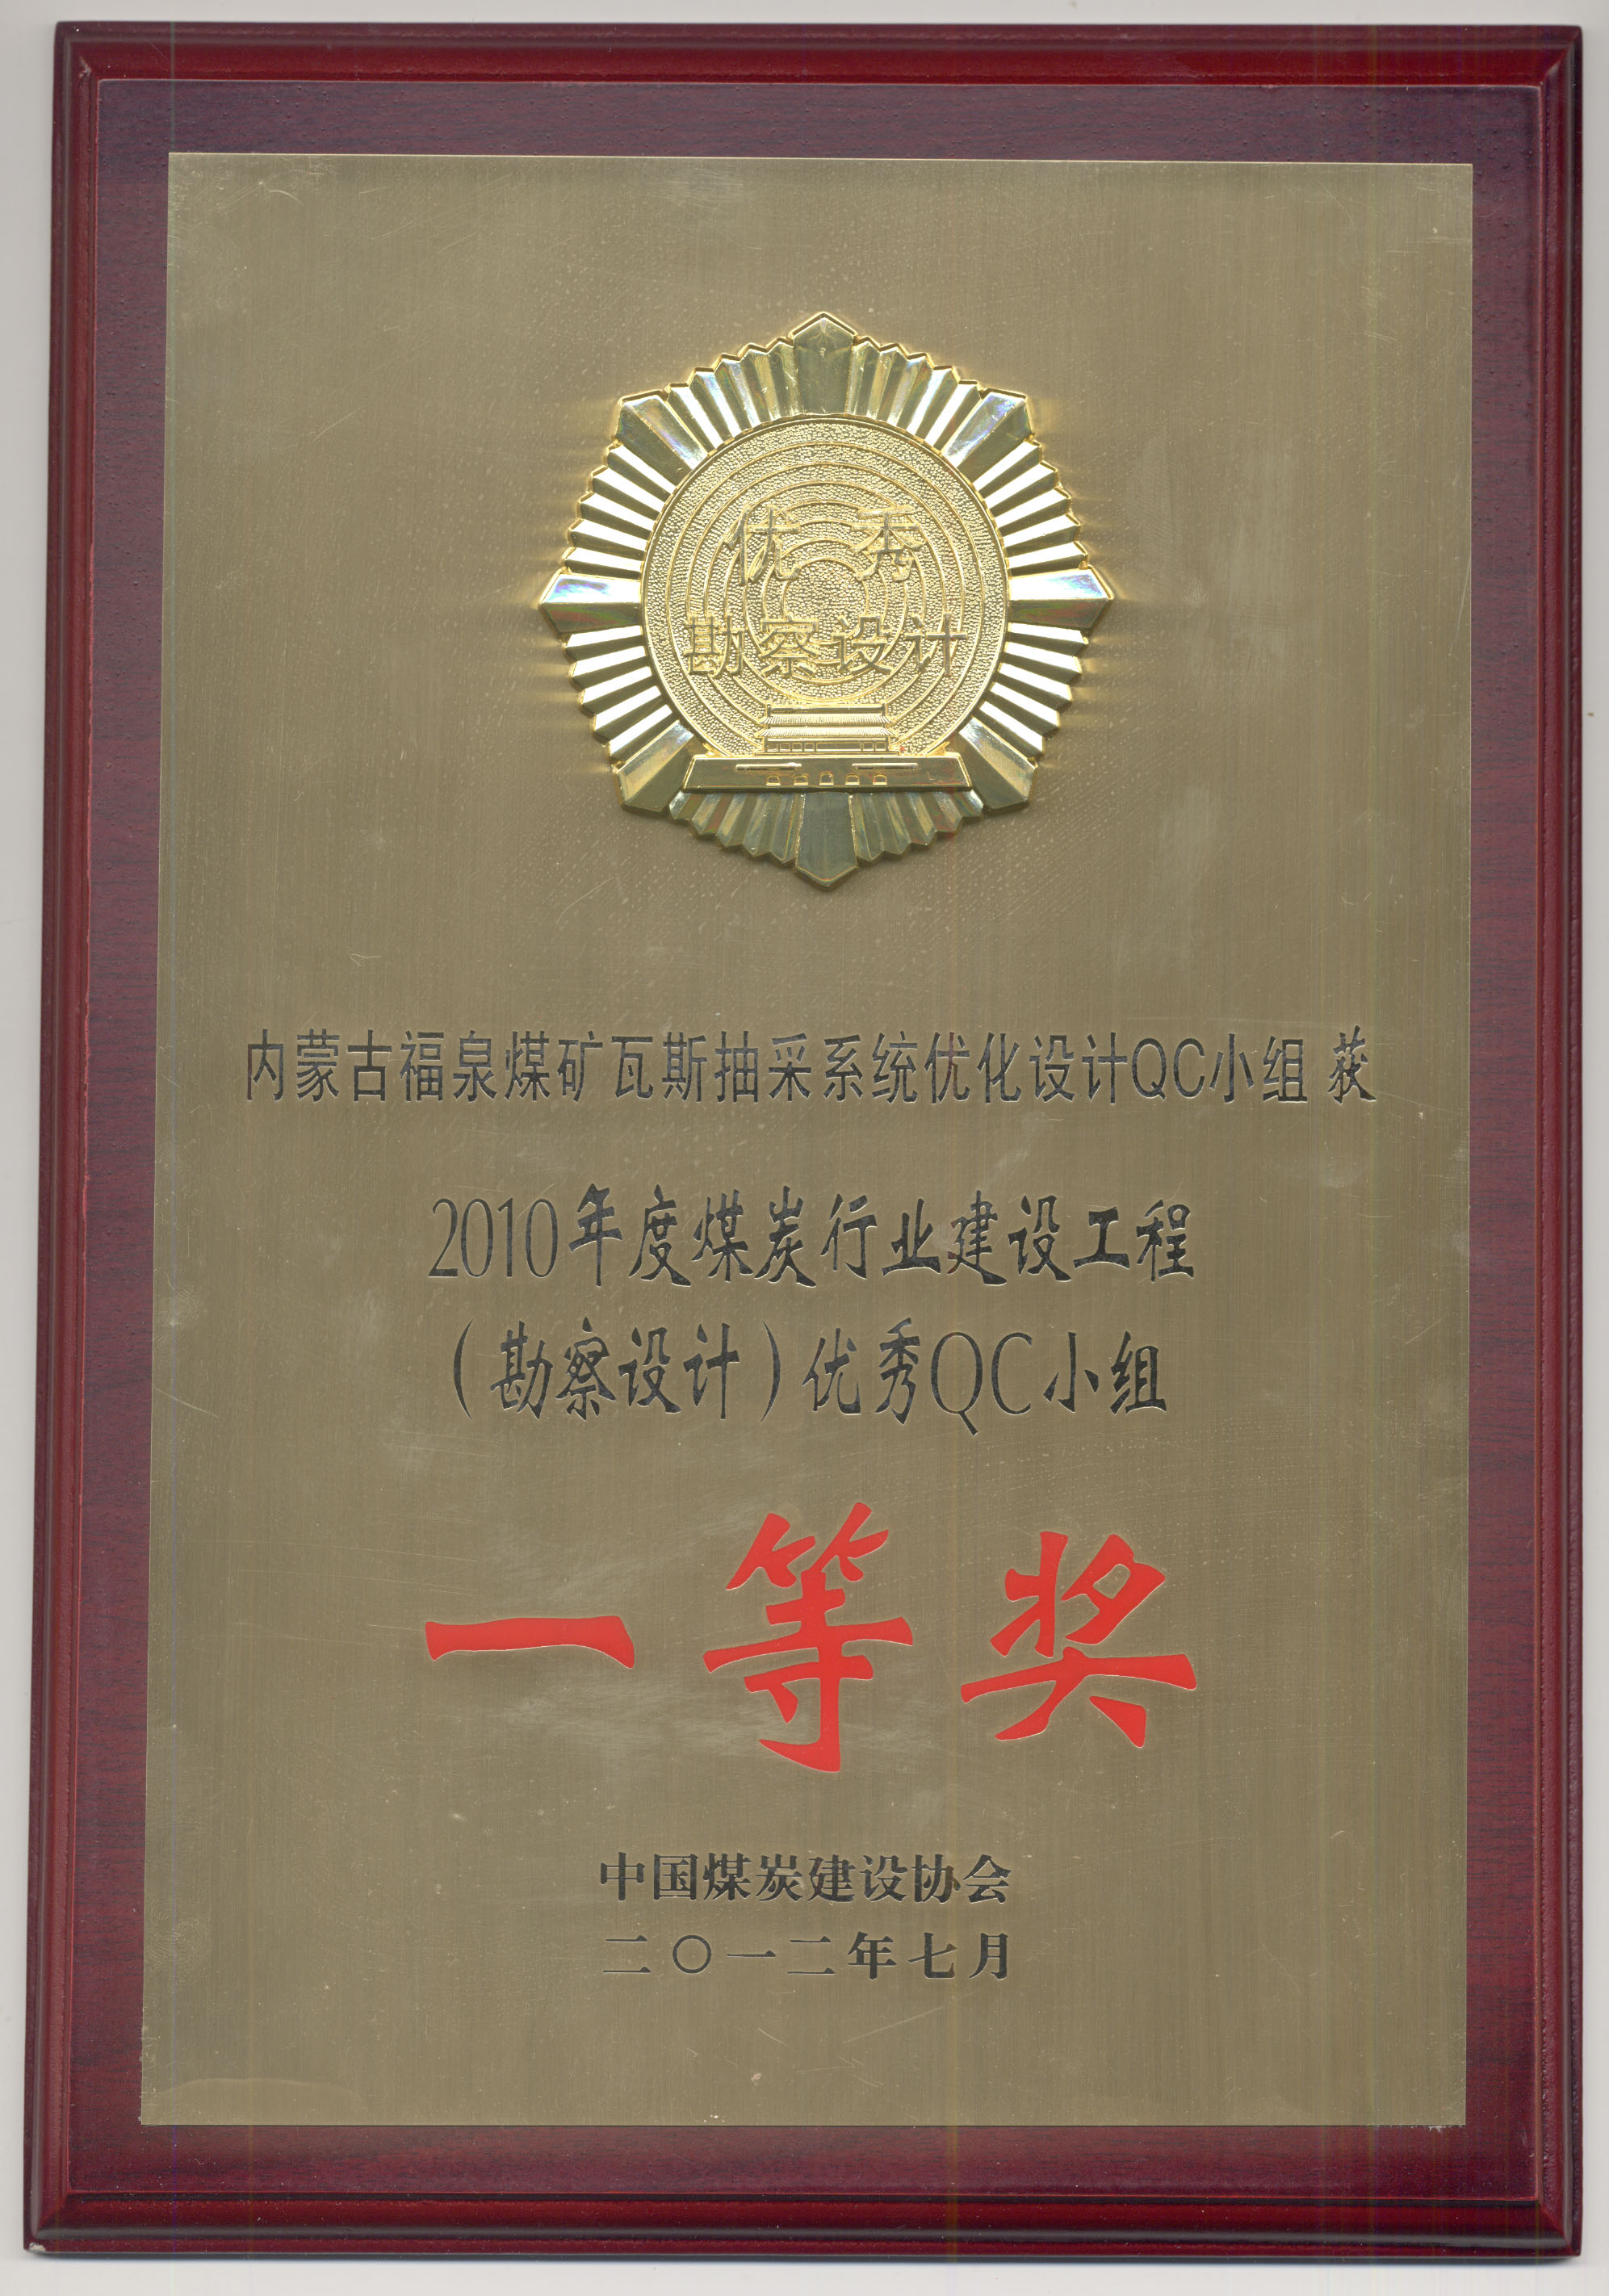 优秀
勘察设计
内蒙古福泉煤矿瓦斯抽采系统优化设计QC小组 获
2010年度煤炭行业建设工程
（勘察设计）优秀QC小组
一等奖
中国煤炭建设协会
二〇一二年七月